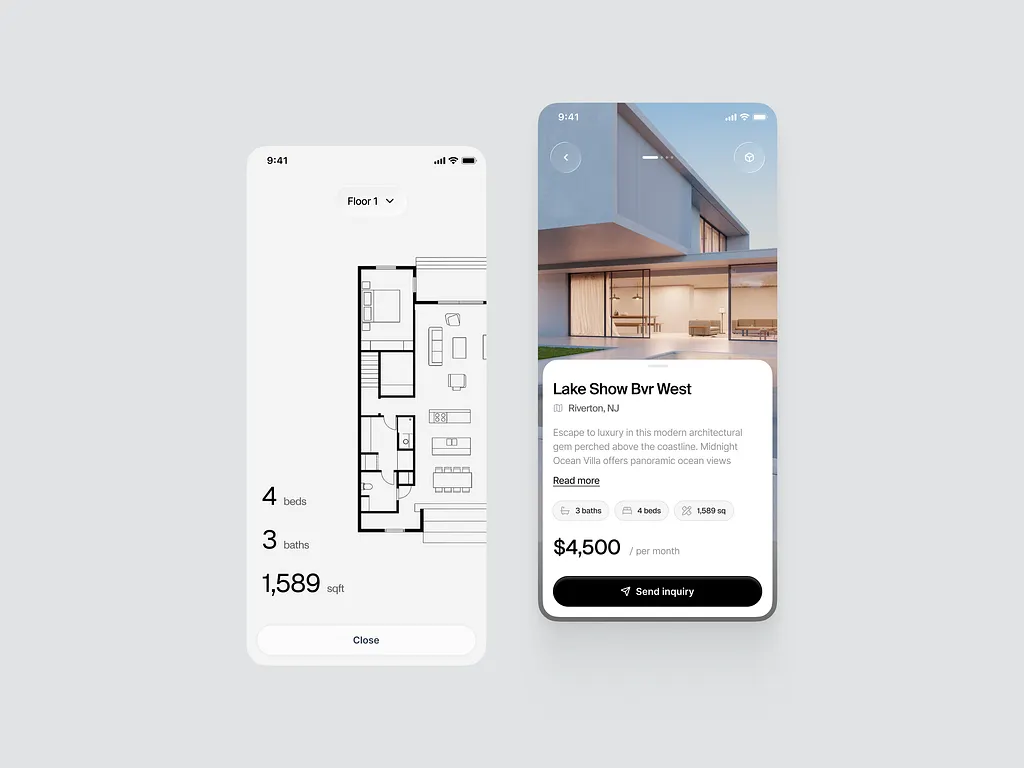 9:41
Floor 1
4 beds
3 baths
1,589 sqft
Close
9:41
Lake Show Bvr West
Riverton, NJ
Escape to luxury in this modern architectural
gem perched above the coastline. Midnight
Ocean Villa offers panoramic ocean views
Read more
3 baths
4 beds
1,589 sq
$4,500 / per month
Send inquiry